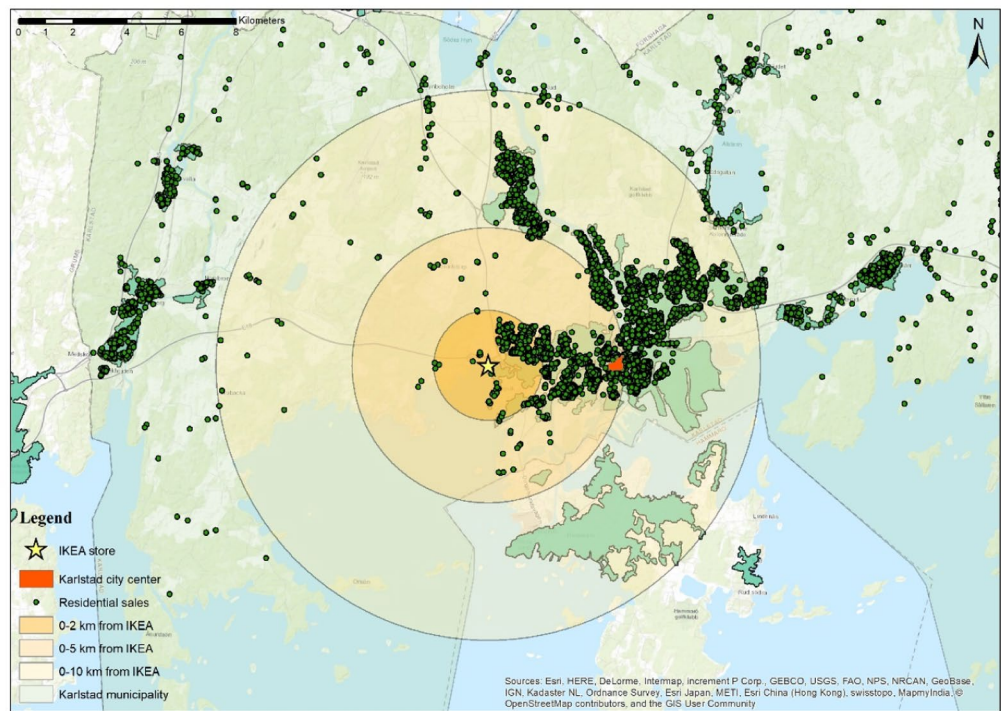 Kilometers
0 1 2 4 6 8
N
Legend
IKEA store
Karlstad city center
Residential sales
0-2 km from IKEA
0-5 km from IKEA
0-10 km from IKEA
Karlstad municipality
Sources: Esri, HERE, DeLorme, Intermap, increment P Corp., GEBCO, USGS, FAO, NPS, NRCAN, GeoBase,
IGN, Kadaster NL, Ordnance Survey, Esri Japan, METI, Esri China (Hong Kong), swisstopo, MapmyIndia, ©
OpenStreetMap contributors, and the GIS User Community